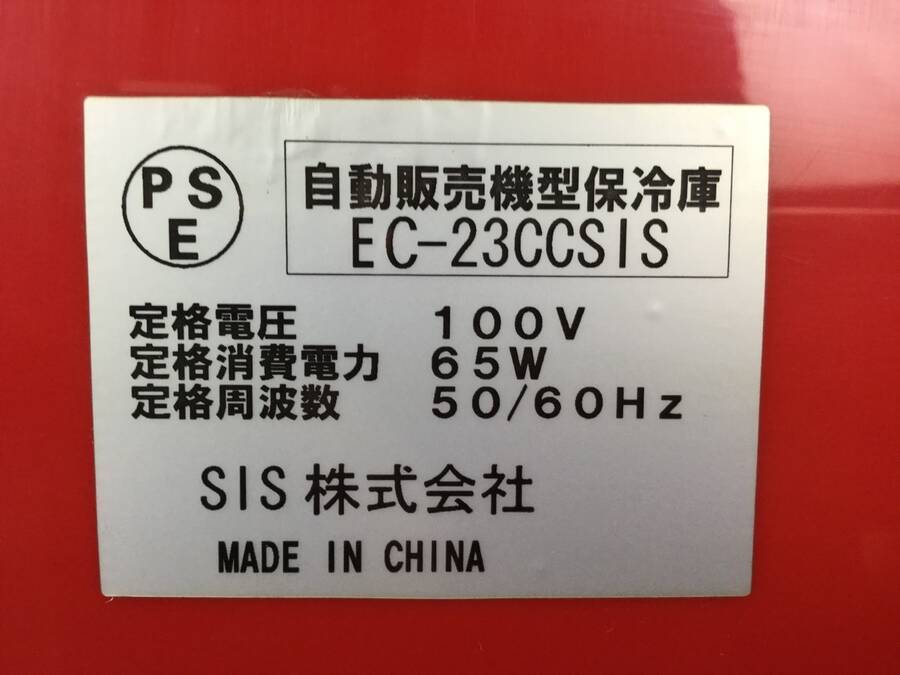 PS
E
自動販売機型保冷庫
EC-23CCSIS
定格電圧 100V
定格消費電力 65W
定格周波数 50/60Hz
SIS 株式会社
MADE IN CHINA